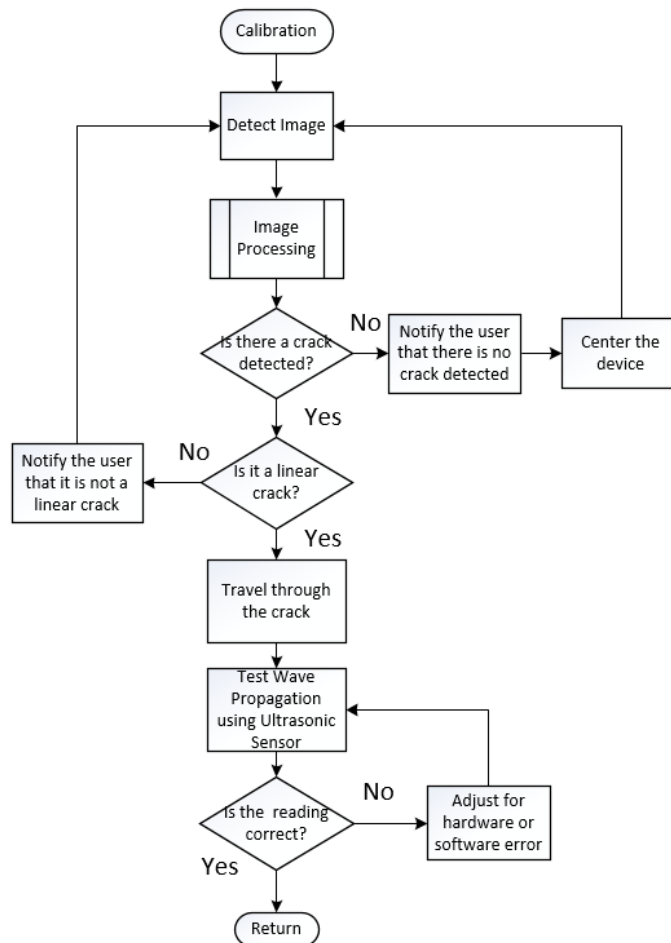 Calibration
Detect Image
Image
Processing
Is there a crack
detected?
No
Notify the user
that there is no
crack detected
Center the
device
Yes
Notify the user
that it is not a
linear crack
No
Is it a linear
crack?
Yes
Travel through
the crack
Test Wave
Propagation
using Ultrasonic
Sensor
Is the reading
correct?
No
Adjust for
hardware or
software error
Yes
Return